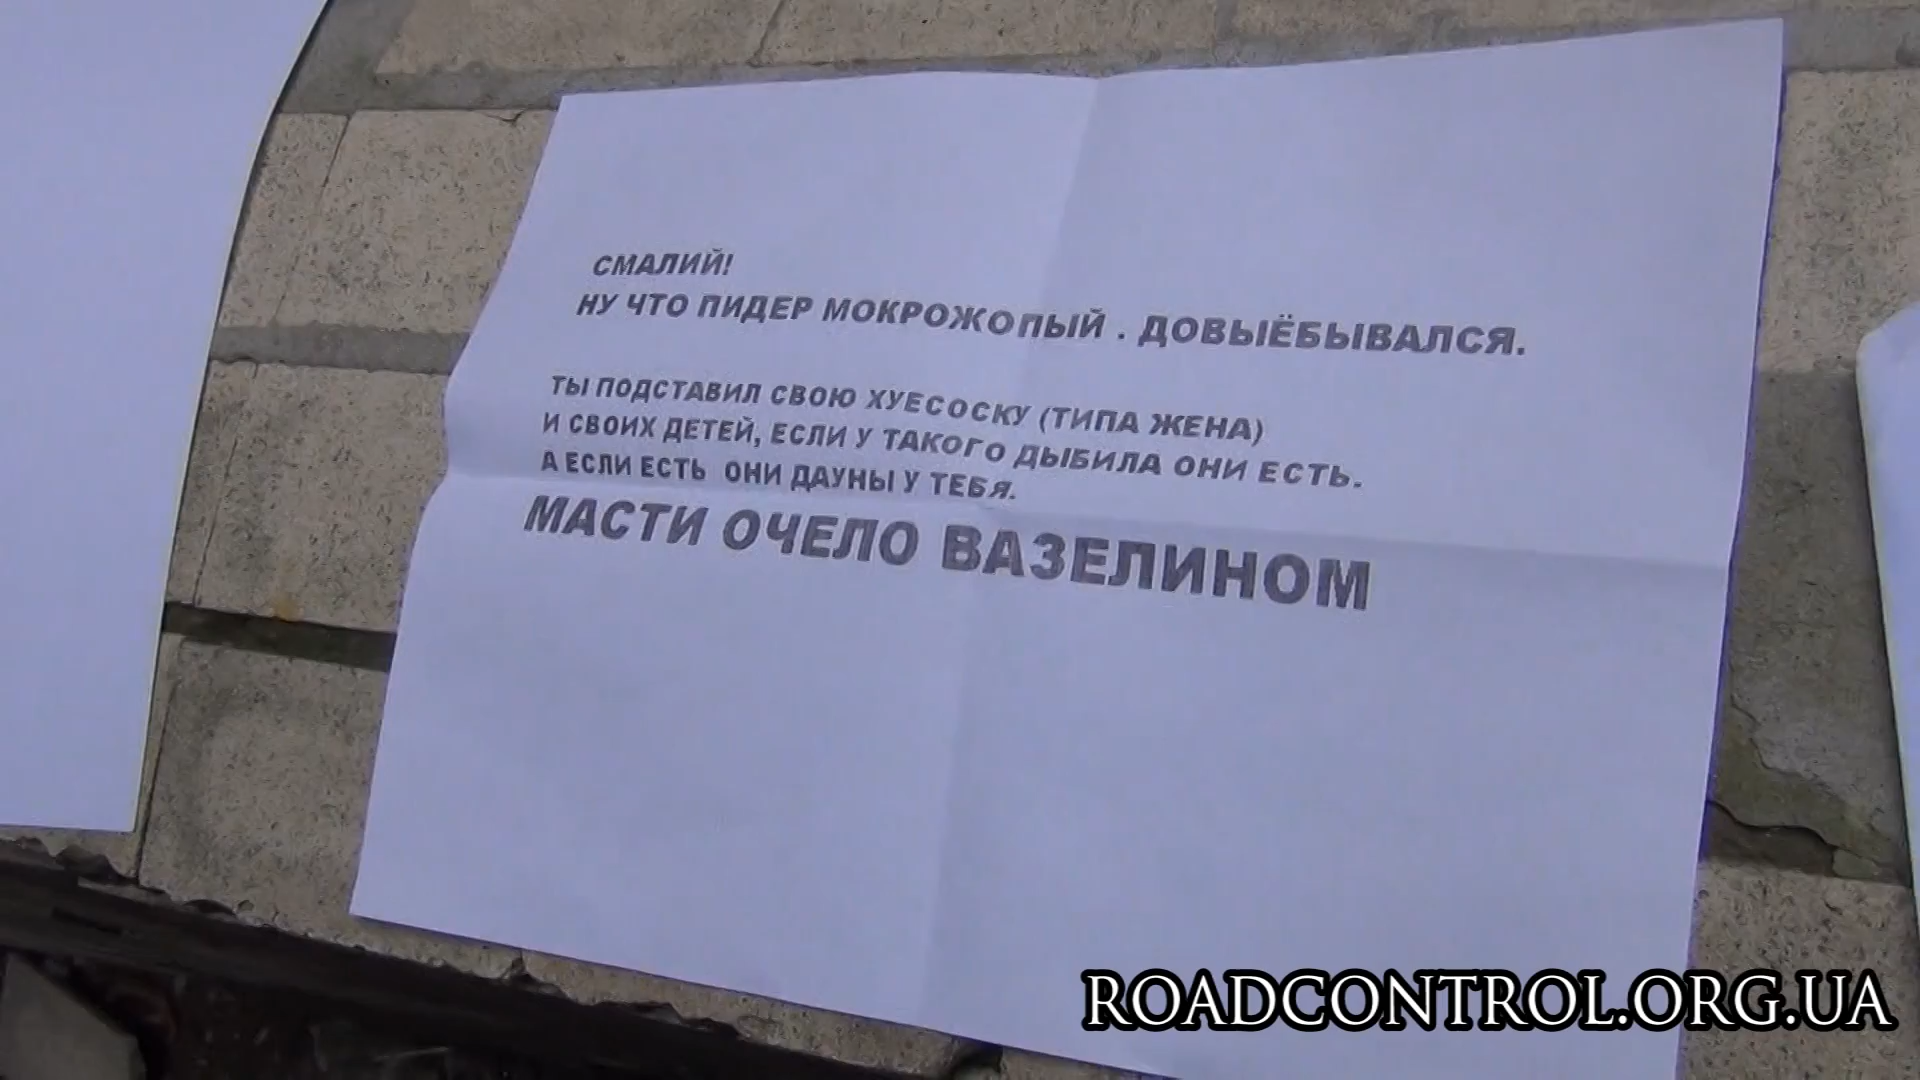 СМАЛИЙ!
НУ ЧТО ПИДЕР МОКРОЖОПЫЙ . ДОВЫЁБЫВАЛСЯ.
ТЫ ПОДСТАВИЛ СВОЮ ХУЕСОСКУ (ТИПА ЖЕНА)
И СВОИХ ДЕТЕЙ, ЕСЛИ У ТАКОГО ДЫБИЛА ОНИ ЕСТЬ.
А ЕСЛИ ЕСТЬ ОНИ ДАУНЫ У ТЕБЯ.
МАСТИ ОЧЕЛО ВАЗЕЛИНОМ
ROADCONTROL.ORG.UA